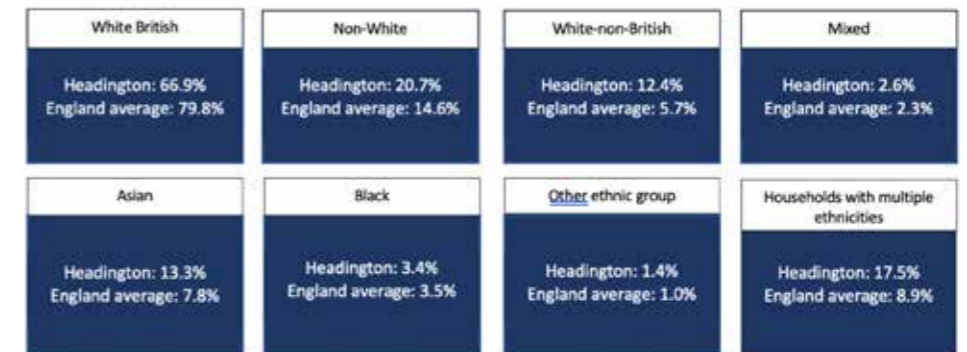 White British
Headington: 66.9%
England average: 79.8%
Non-White
Headington: 20.7%
England average: 14.6%
White-non-British
Headington: 12.4%
England average: 5.7%
Mixed
Headington: 2.6%
England average: 2.3%
Asian
Headington: 13.3%
England average: 7.8%
Black
Headington: 3.4%
England average: 3.5%
Other ethnic group
Headington: 1.4%
England average: 1.0%
Households with multiple
ethnicities
Headington: 17.5%
England average: 8.9%